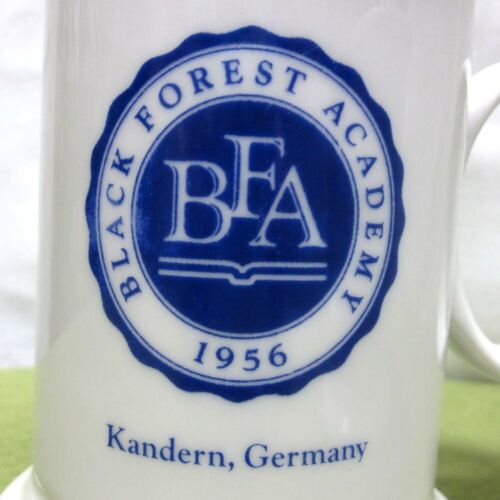 BLACK FOREST ACADEMY
BFA
1956
Kandern, Germany